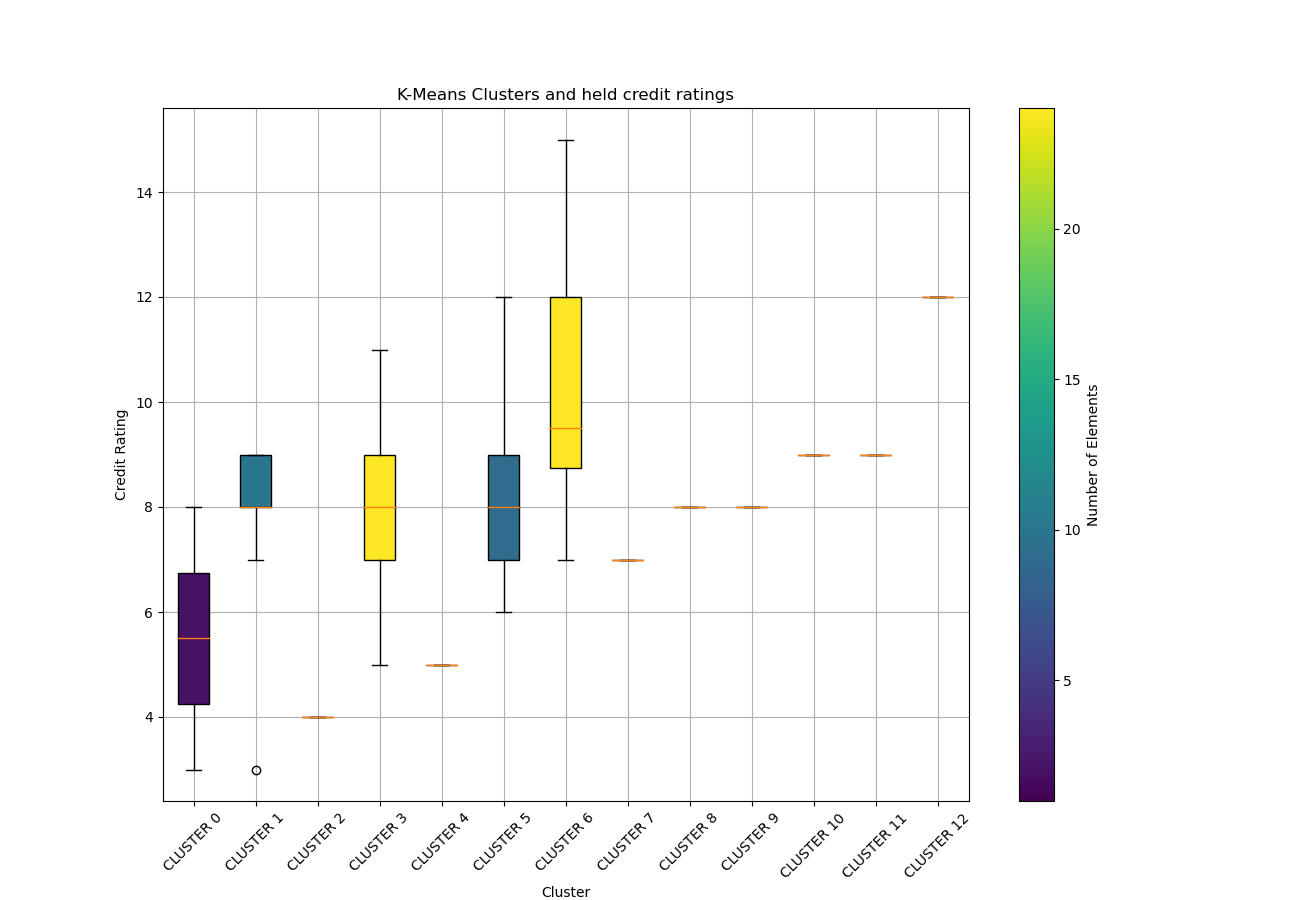 K-Means Clusters and held credit ratings
Credit Rating
14
12
10
8
6
4
CLUSTER 0
CLUSTER 1
CLUSTER 2
CLUSTER 3
CLUSTER 4
CLUSTER 5
CLUSTER 6
CLUSTER 7
CLUSTER 8
CLUSTER 9
CLUSTER 10
CLUSTER 11
CLUSTER 12
Cluster
20
15
10
5
Number of Elements